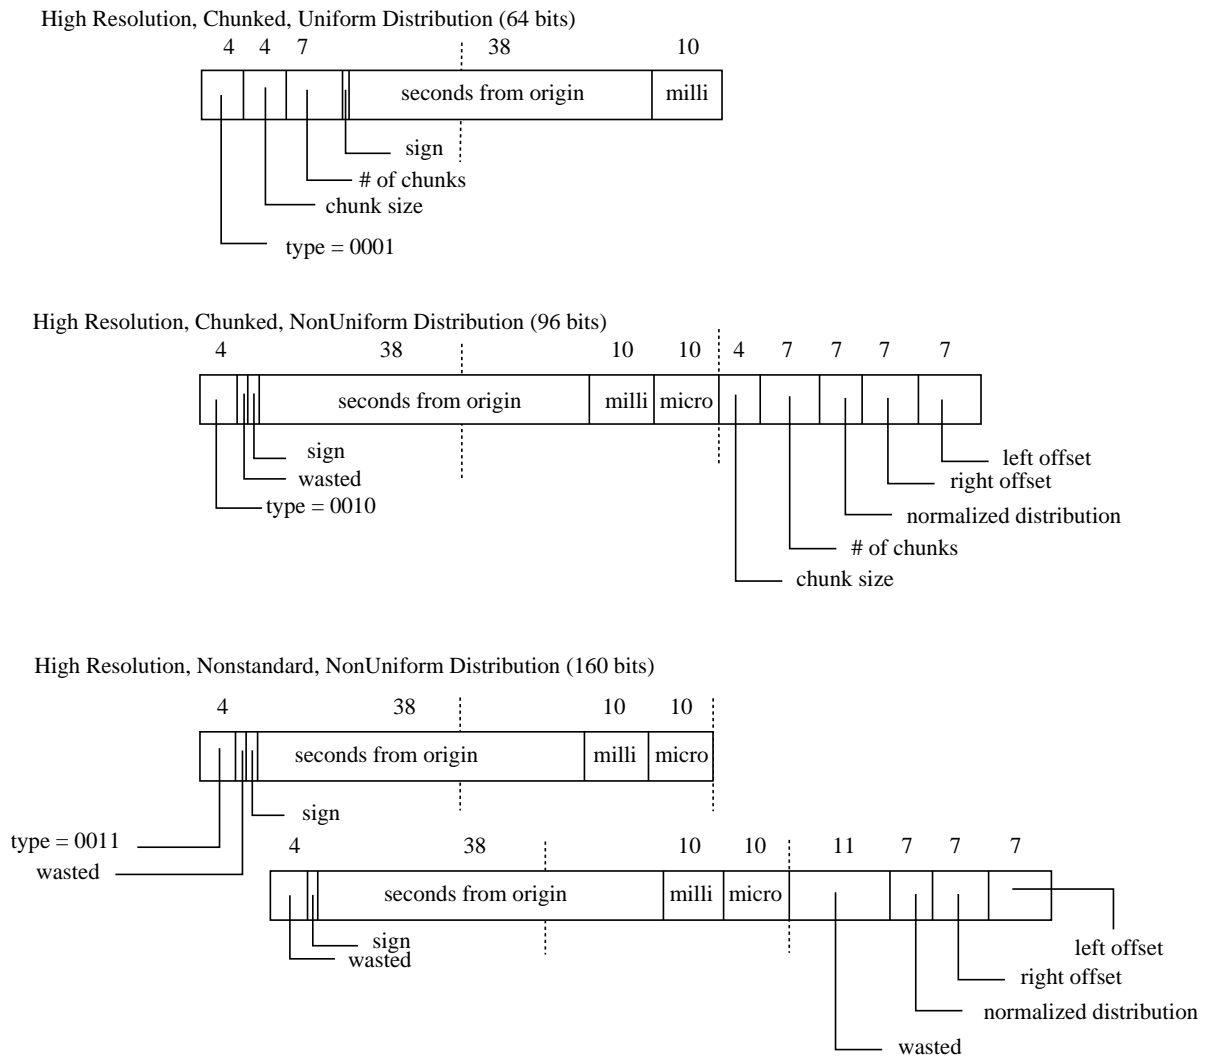 High Resolution, Chunked, Uniform Distribution (64 bits)
4 4 7 38 10
seconds from origin milli
sign
# of chunks
chunk size
type = 0001
High Resolution, Chunked, NonUniform Distribution (96 bits)
4 38 10 10 4 7 7 7 7
seconds from origin milli micro
sign
wasted
type = 0010
left offset
right offset
normalized distribution
# of chunks
chunk size
High Resolution, Nonstandard, NonUniform Distribution (160 bits)
4 38 10 10
seconds from origin milli micro
sign
type = 0011
wasted
4 38 10 10 11 7 7 7
seconds from origin milli micro
sign
wasted
left offset
right offset
normalized distribution
wasted